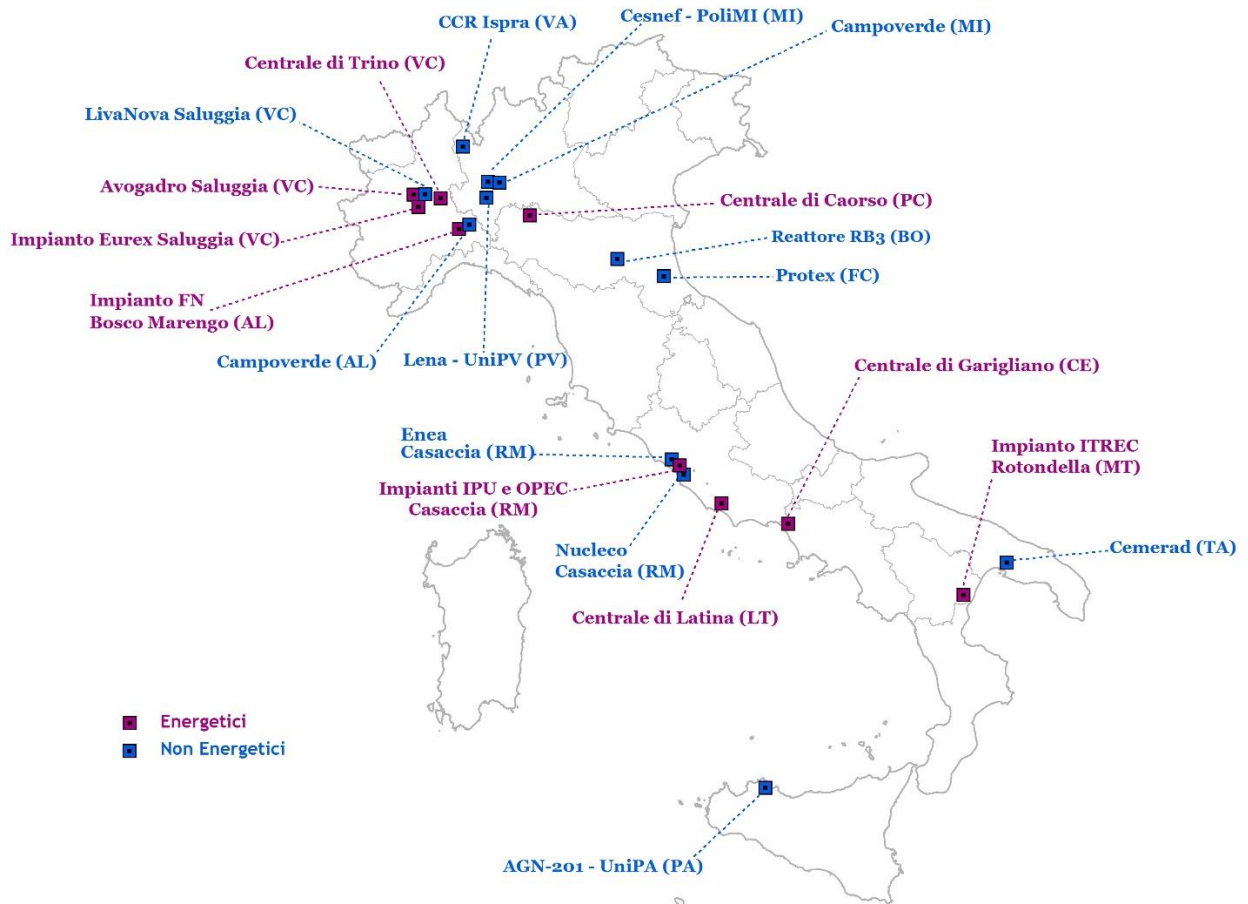 Cesnef - PoliMI (MI)
CCR Ispra (VA)
Campoverde (MI)
Centrale di Trino (VC)
LivaNova Saluggia (VC)
Avogadro Saluggia (VC)
Centrale di Caorso (PC)
Impianto Eurex Saluggia (VC)
Reattore RB3 (BO)
Protex (FC)
Impianto FN
Bosco Marengo (AL)
Campoverde (AL)
Lena - UniPV (PV)
Centrale di Garigliano (CE)
Enea
Casaccia (RM)
Impianto ITREC
Rotondella (MT)
Impianti IPU e OPEC
Casaccia (RM)
Nucleco
Casaccia (RM)
Cemerad (TA)
Centrale di Latina (LT)
Energetici
Non Energetici
AGN-201 - UniPA (PA)